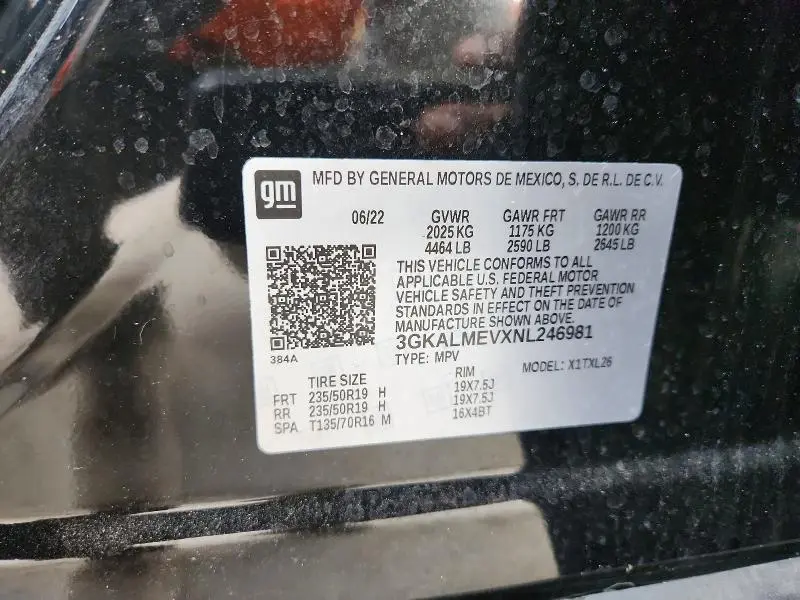 gm MFD BY GENERAL MOTORS DE MEXICO, S. DE R.L. DE C.V.
06/22 GVWR GAWR FRT GAWR RR
2025 KG 1175 KG 1200 KG
4464 LB 2590 LB 2645 LB
THIS VEHICLE CONFORMS TO ALL
APPLICABLE U.S. FEDERAL MOTOR
VEHICLE SAFETY AND THEFT PREVENTION
STANDARDS IN EFFECT ON THE DATE OF
MANUFACTURE SHOWN ABOVE.
3GKALMEVXNL246981
384A TYPE: MPV MODEL: X1TXL26
TIRE SIZE RIM
FRT 235/50R19 H 19X7.5J
RR 235/50R19 H 19X7.5J
SPA T135/70R16 M 16X4BT